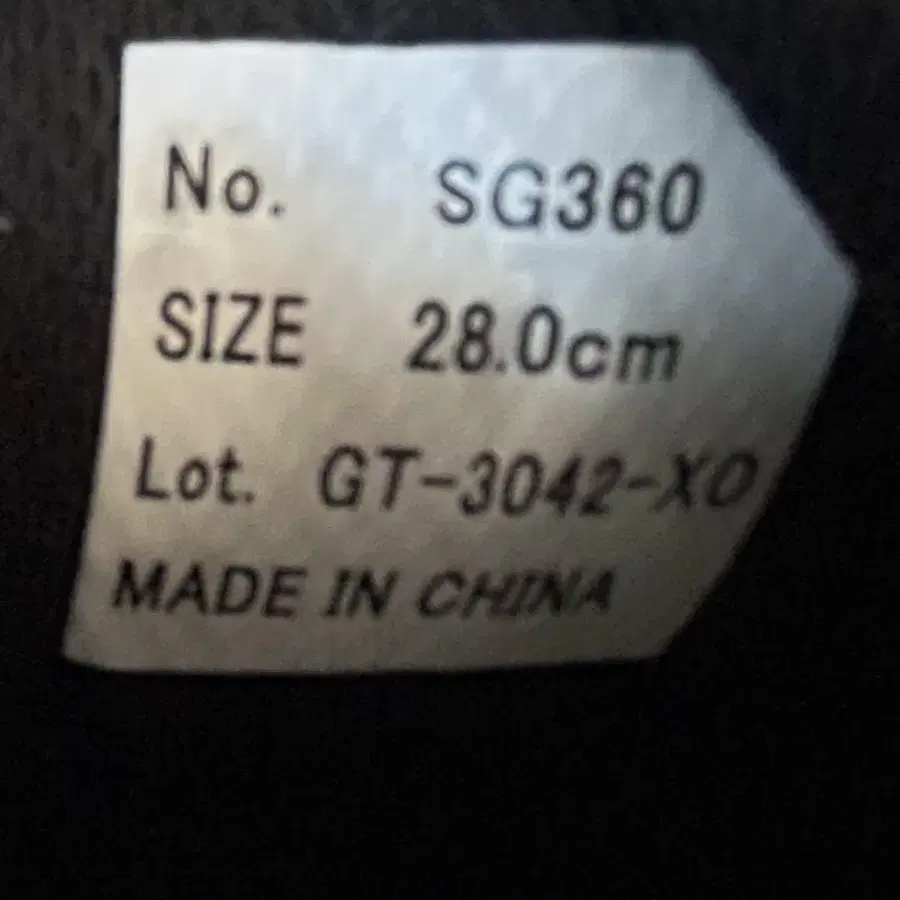 No. SG360
SIZE 28.0cm
Lot. GT-3042-XO
MADE IN CHINA